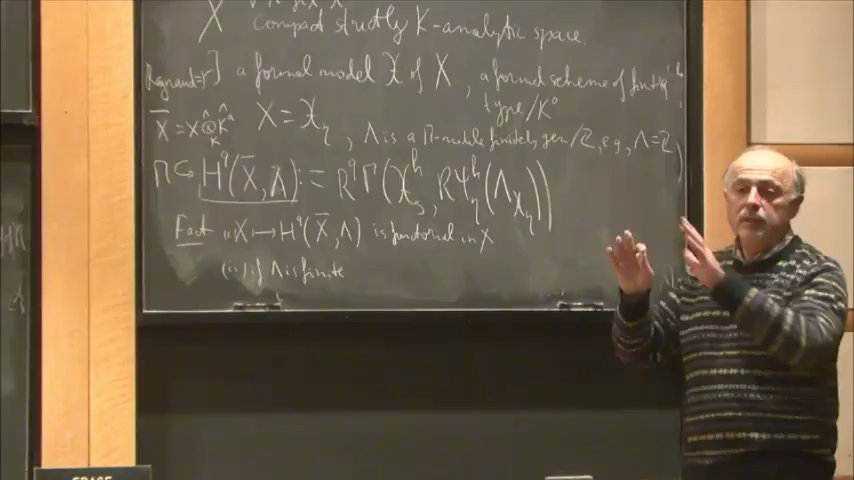 X compact strictly K-analytic space.
Raynaud ⇒ ∃ a formal model 𝔛 of X, a formal scheme of finite
type/K°
X̄ = X ⊗̂_K K̂ᵃ X = 𝔛_η, Λ is a Π-module finitely gen/ℤ, e.g., Λ = ℤ
Π ↪ H^q(X̄, Λ) := R^qΓ(𝔛_s^h, RΨ_η^h(Λ_{𝔛_η}))
Fact (i) X ↦ H^q(X̄, Λ) is functorial in X
(ii) if Λ is finite
ERASE